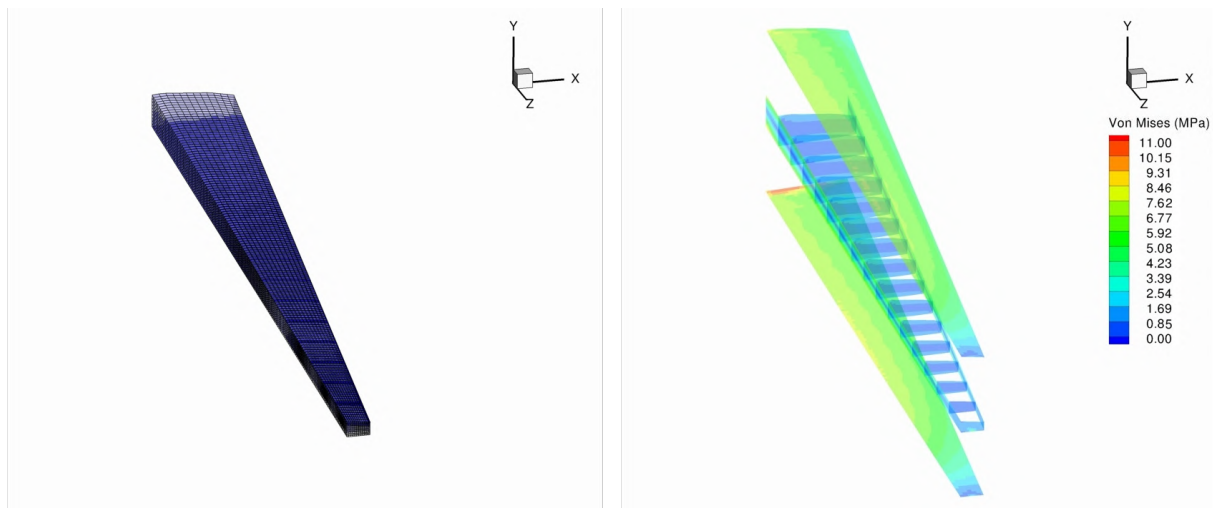 Y
X
Z
Y
X
Z
Von Mises (MPa)
11.00
10.15
9.31
8.46
7.62
6.77
5.92
5.08
4.23
3.39
2.54
1.69
0.85
0.00